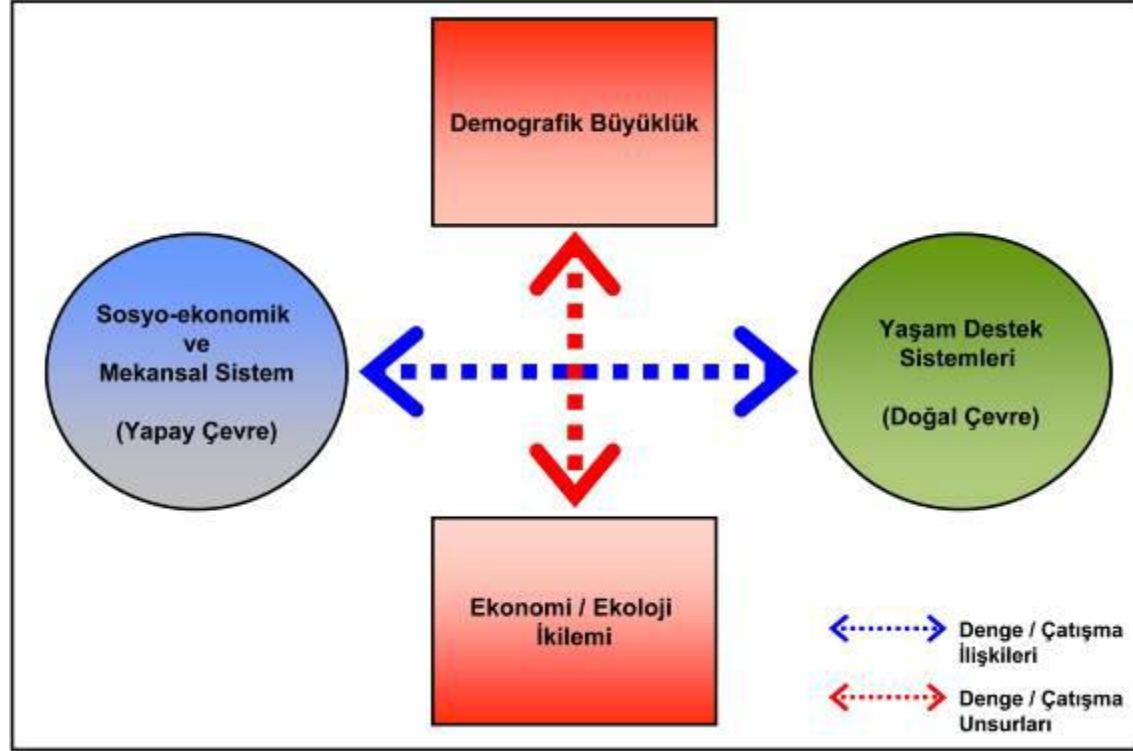 Demografik Büyüklük
Sosyo-ekonomik
ve
Mekansal Sistem
(Yapay Çevre)
Yaşam Destek
Sistemleri
(Doğal Çevre)
Ekonomi / Ekoloji
İkilemi
Denge / Çatışma
İlişkileri
Denge / Çatışma
Unsurları